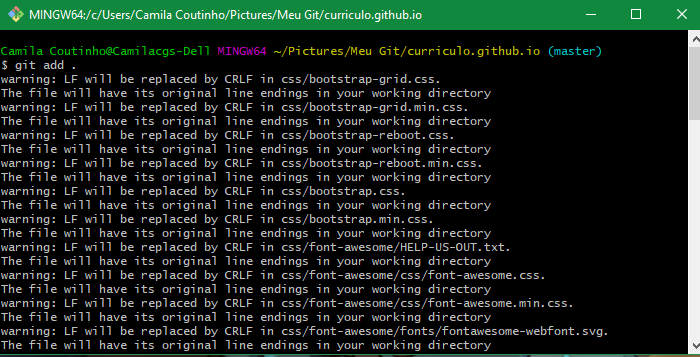 MINGW64:/c/Users/Camila Coutinho/Pictures/Meu Git/curriculo.github.io
Camila Coutinho@Camilacgs-Dell MINGW64 ~/Pictures/Meu Git/curriculo.github.io (master)
$ git add .
warning: LF will be replaced by CRLF in css/bootstrap-grid.css.
The file will have its original line endings in your working directory
warning: LF will be replaced by CRLF in css/bootstrap-grid.min.css.
The file will have its original line endings in your working directory
warning: LF will be replaced by CRLF in css/bootstrap-reboot.css.
The file will have its original line endings in your working directory
warning: LF will be replaced by CRLF in css/bootstrap-reboot.min.css.
The file will have its original line endings in your working directory
warning: LF will be replaced by CRLF in css/bootstrap.css.
The file will have its original line endings in your working directory
warning: LF will be replaced by CRLF in css/bootstrap.min.css.
The file will have its original line endings in your working directory
warning: LF will be replaced by CRLF in css/font-awesome/HELP-US-OUT.txt.
The file will have its original line endings in your working directory
warning: LF will be replaced by CRLF in css/font-awesome/css/font-awesome.css.
The file will have its original line endings in your working directory
warning: LF will be replaced by CRLF in css/font-awesome/css/font-awesome.min.css.
The file will have its original line endings in your working directory
warning: LF will be replaced by CRLF in css/font-awesome/fonts/fontawesome-webfont.svg.
The file will have its original line endings in your working directory